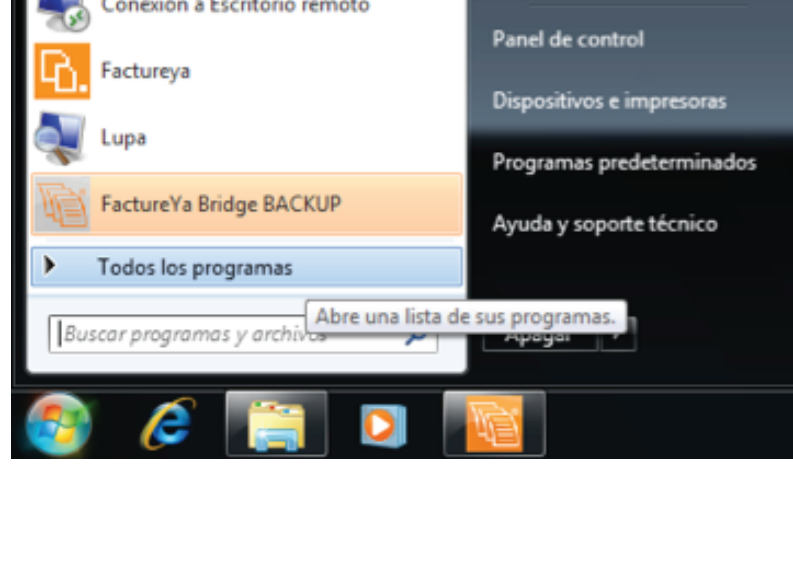 Conexión a Escritorio remoto
Factureya
Lupa
FactureYa Bridge BACKUP
Todos los programas
Buscar programas y archivos
Panel de control
Dispositivos e impresoras
Programas predeterminados
Ayuda y soporte técnico
Abre una lista de sus programas.
Apagar